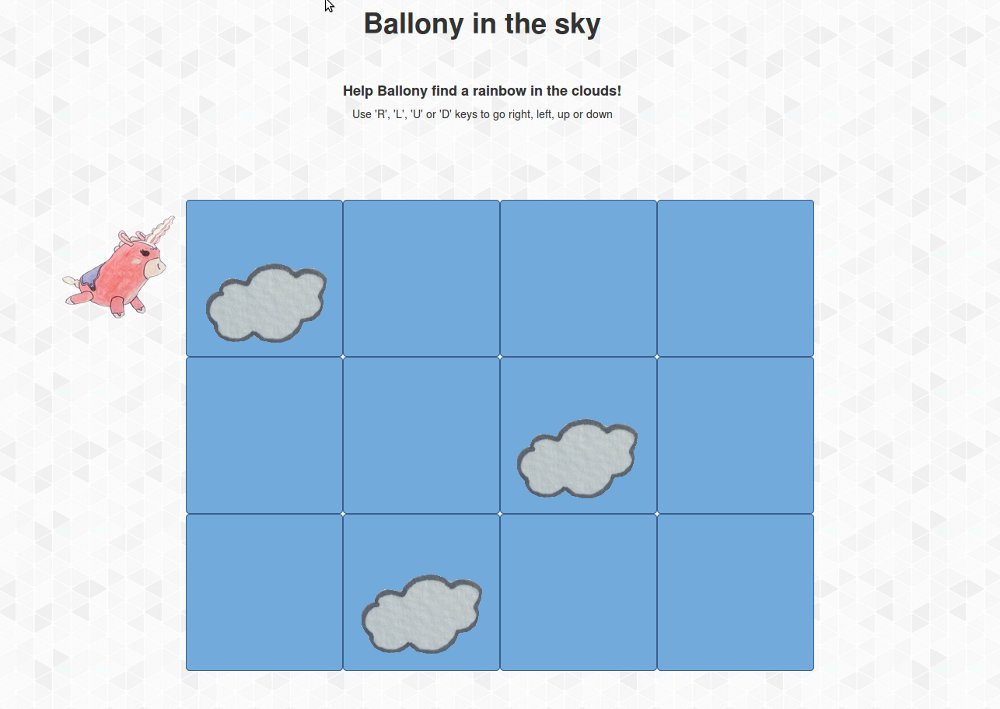 Ballony in the sky
Help Ballony find a rainbow in the clouds!
Use 'R', 'L', 'U' or 'D' keys to go right, left, up or down